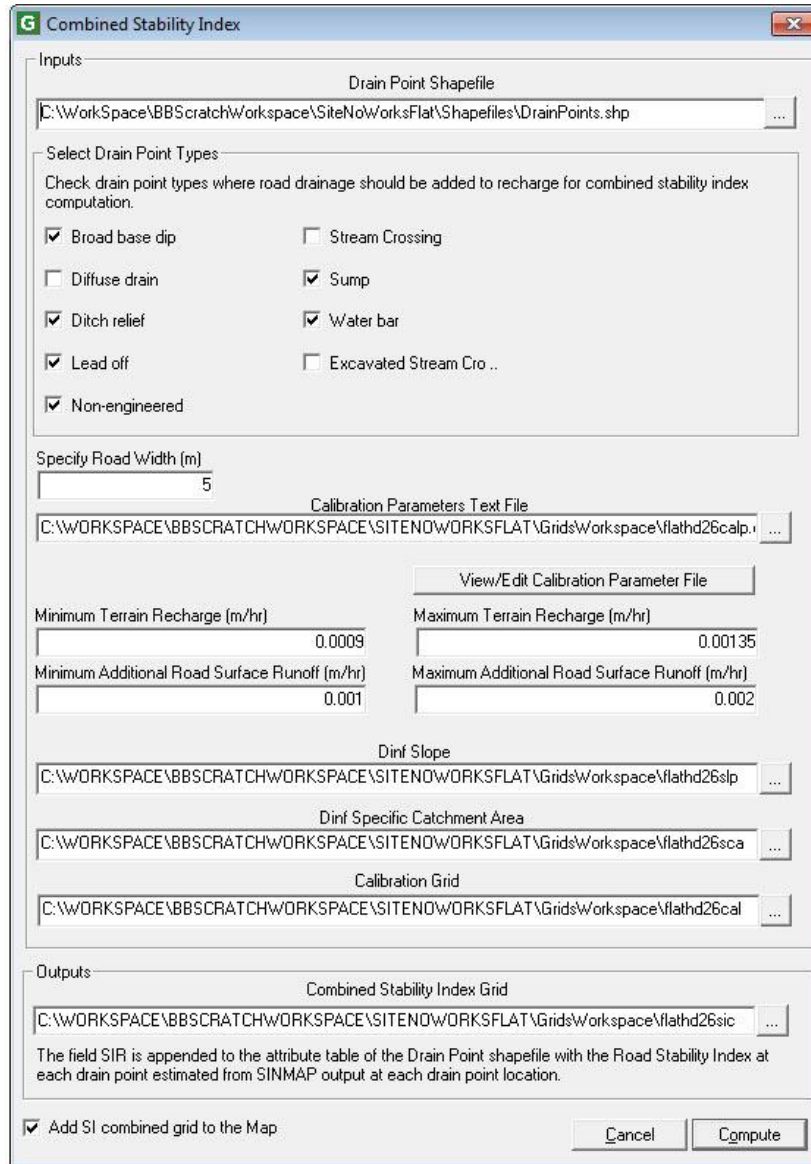 G Combined Stability Index
Inputs
Drain Point Shapefile
C:\WorkSpace\BBScratchWorkspace\SiteNoWorksFlat\Shapefiles\DrainPoints.shp ...
Select Drain Point Types
Check drain point types where road drainage should be added to recharge for combined stability index
computation.
Broad base dip Stream Crossing
Diffuse drain Sump
Ditch relief Water bar
Lead off Excavated Stream Cro ..
Non-engineered
Specify Road Width (m)
5
Calibration Parameters Text File
C:\WORKSPACE\BBSCRATCHWORKSPACE\SITENOWORKSFLAT\GridsWorkspace\flathd26calp. ...
View/Edit Calibration Parameter File
Minimum Terrain Recharge (m/hr) Maximum Terrain Recharge (m/hr)
0.0009 0.00135
Minimum Additional Road Surface Runoff (m/hr) Maximum Additional Road Surface Runoff (m/hr)
0.001 0.002
Dinf Slope
C:\WORKSPACE\BBSCRATCHWORKSPACE\SITENOWORKSFLAT\GridsWorkspace\flathd26slp ...
Dinf Specific Catchment Area
C:\WORKSPACE\BBSCRATCHWORKSPACE\SITENOWORKSFLAT\GridsWorkspace\flathd26sca ...
Calibration Grid
C:\WORKSPACE\BBSCRATCHWORKSPACE\SITENOWORKSFLAT\GridsWorkspace\flathd26cal ...
Outputs
Combined Stability Index Grid
C:\WORKSPACE\BBSCRATCHWORKSPACE\SITENOWORKSFLAT\GridsWorkspace\flathd26sic ...
The field SIR is appended to the attribute table of the Drain Point shapefile with the Road Stability Index at
each drain point estimated from SINMAP output at each drain point location.
Add SI combined grid to the Map Cancel Compute